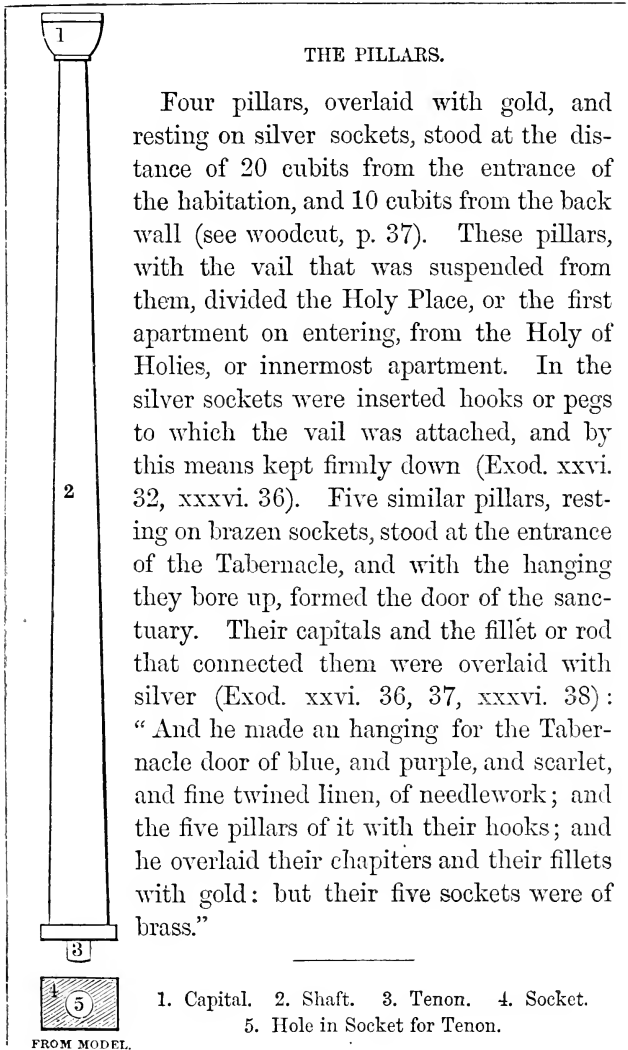 1
THE PILLARS.
Four pillars, overlaid with gold, and
resting on silver sockets, stood at the dis-
tance of 20 cubits from the entrance of
the habitation, and 10 cubits from the back
wall (see woodcut, p. 37). These pillars,
with the vail that was suspended from
them, divided the Holy Place, or the first
apartment on entering, from the Holy of
Holies, or innermost apartment. In the
silver sockets were inserted hooks or pegs
to which the vail was attached, and by
this means kept firmly down (Exod. xxvi.
32, xxxvi. 36). Five similar pillars, rest-
ing on brazen sockets, stood at the entrance
of the Tabernacle, and with the hanging
they bore up, formed the door of the sanc-
tuary. Their capitals and the fillet or rod
that connected them were overlaid with
silver (Exod. xxvi. 36, 37, xxxvi. 38):
“And he made an hanging for the Taber-
nacle door of blue, and purple, and scarlet,
and fine twined linen, of needlework; and
the five pillars of it with their hooks; and
he overlaid their chapiters and their fillets
with gold: but their five sockets were of
brass.”
2
3
4
5
FROM MODEL.
1. Capital. 2. Shaft. 3. Tenon. 4. Socket.
5. Hole in Socket for Tenon.